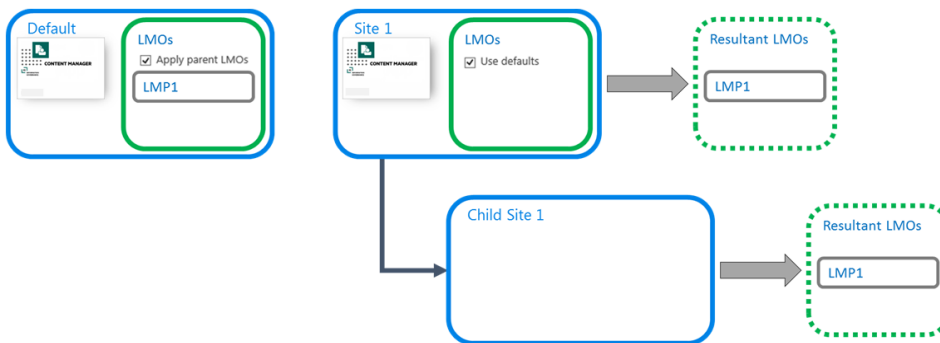 Default
CONTENT MANAGER
LMOs
Apply parent LMOs
LMP1
Site 1
CONTENT MANAGER
LMOs
Use defaults
Resultant LMOs
LMP1
Child Site 1
Resultant LMOs
LMP1